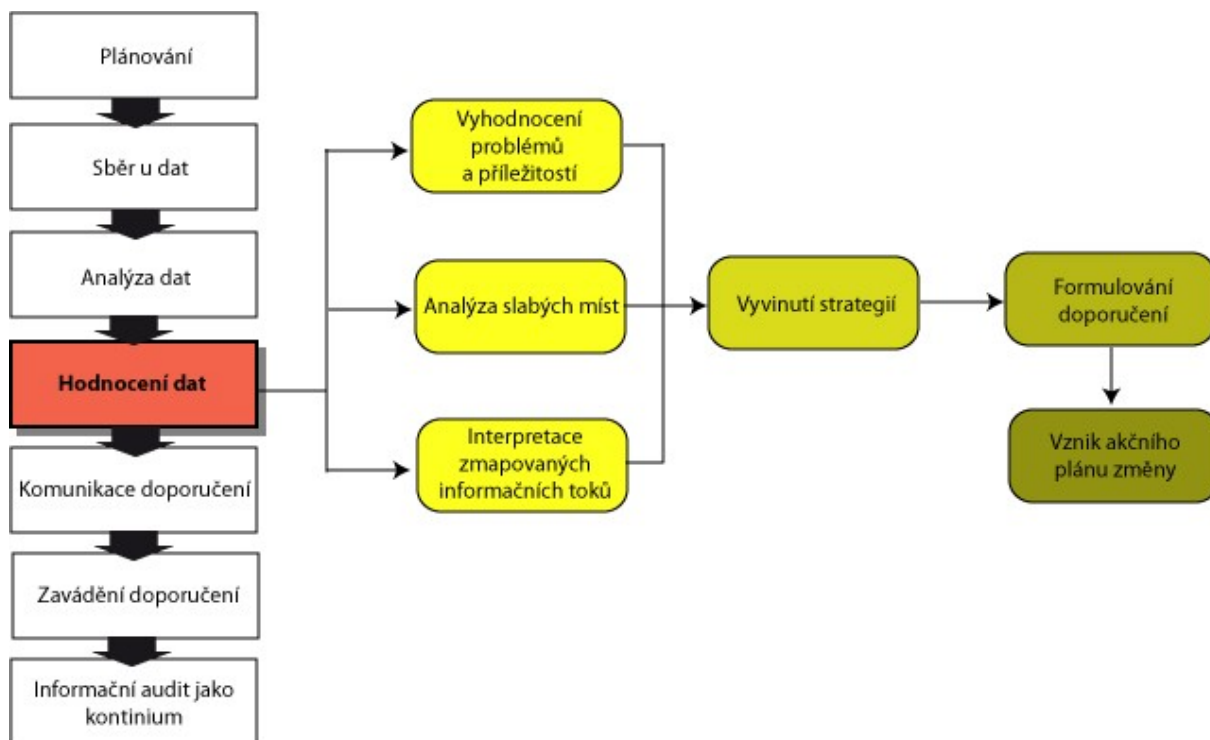 Plánování
Sběr u dat
Analýza dat
Hodnocení dat
Komunikace doporučení
Zavádění doporučení
Informační audit jako
kontinium
Vyhodnocení
problémů
a příležitostí
Analýza slabých míst
Interpretace
zmapovaných
informačních toků
Vyvinutí strategií
Formulování
doporučení
Vznik akčního
plánu změny